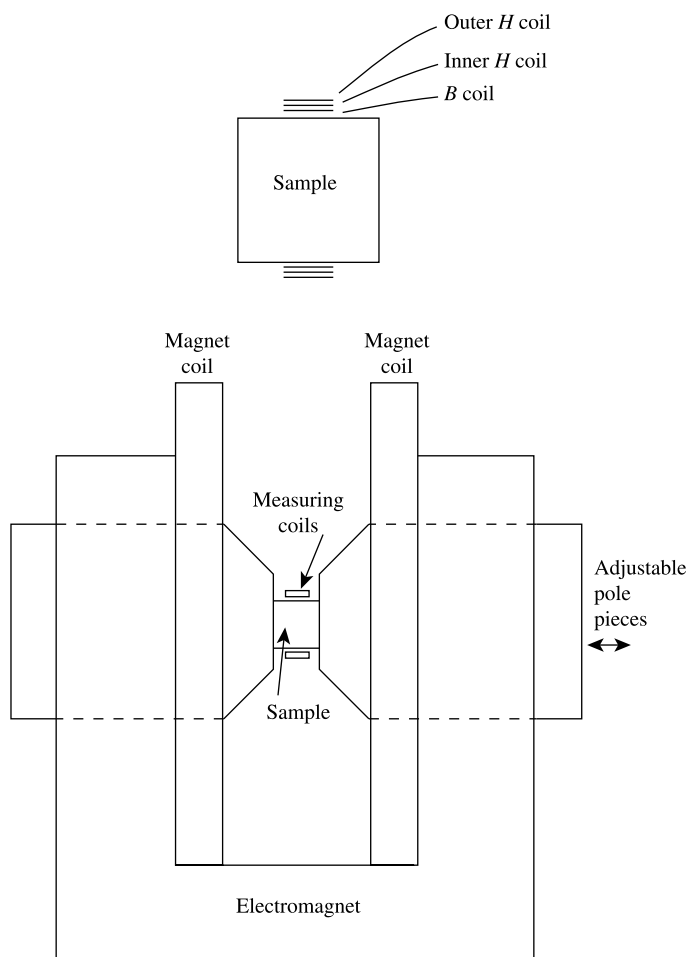 Outer H coil
Inner H coil
B coil
Sample
Magnet
coil
Magnet
coil
Measuring
coils
Adjustable
pole
pieces
Sample
Electromagnet